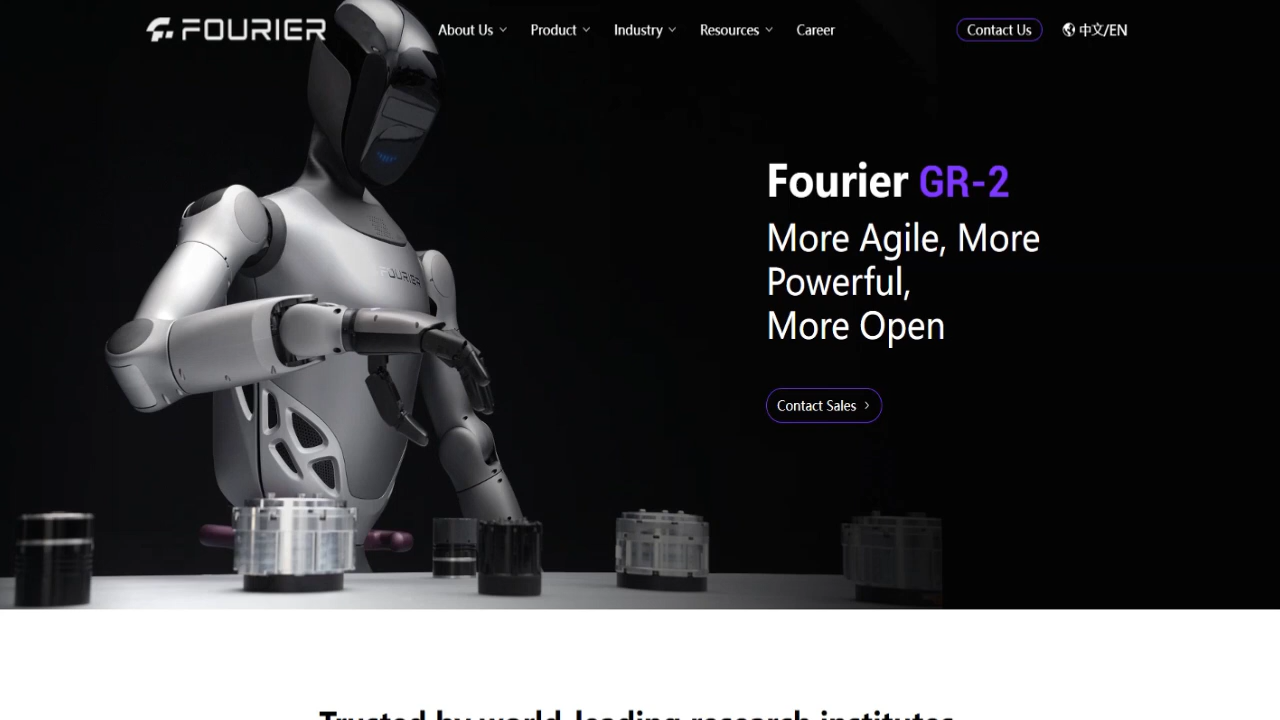 FOURIER
About Us
Product
Industry
Resources
Career
Contact Us
中文/EN
Fourier GR-2
More Agile, More
Powerful,
More Open
Contact Sales
FOURIER
Trusted by world-leading research institutes